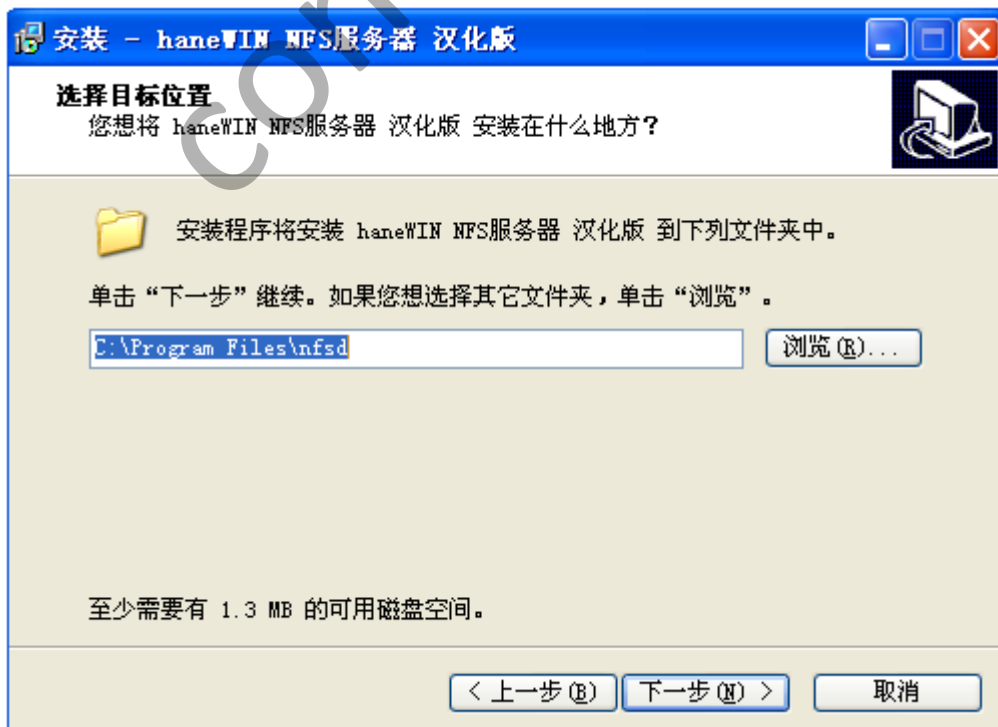 安装 - haneWIN NFS服务器 汉化版
选择目标位置
您想将 haneWIN NFS服务器 汉化版 安装在什么地方?
安装程序将安装 haneWIN NFS服务器 汉化版 到下列文件夹中。
单击“下一步”继续。如果您想选择其它文件夹,单击“浏览”。
C:\Program Files\nfsd
浏览(R)...
至少需要有 1.3 MB 的可用磁盘空间。
< 上一步(B) 下一步(N) > 取消